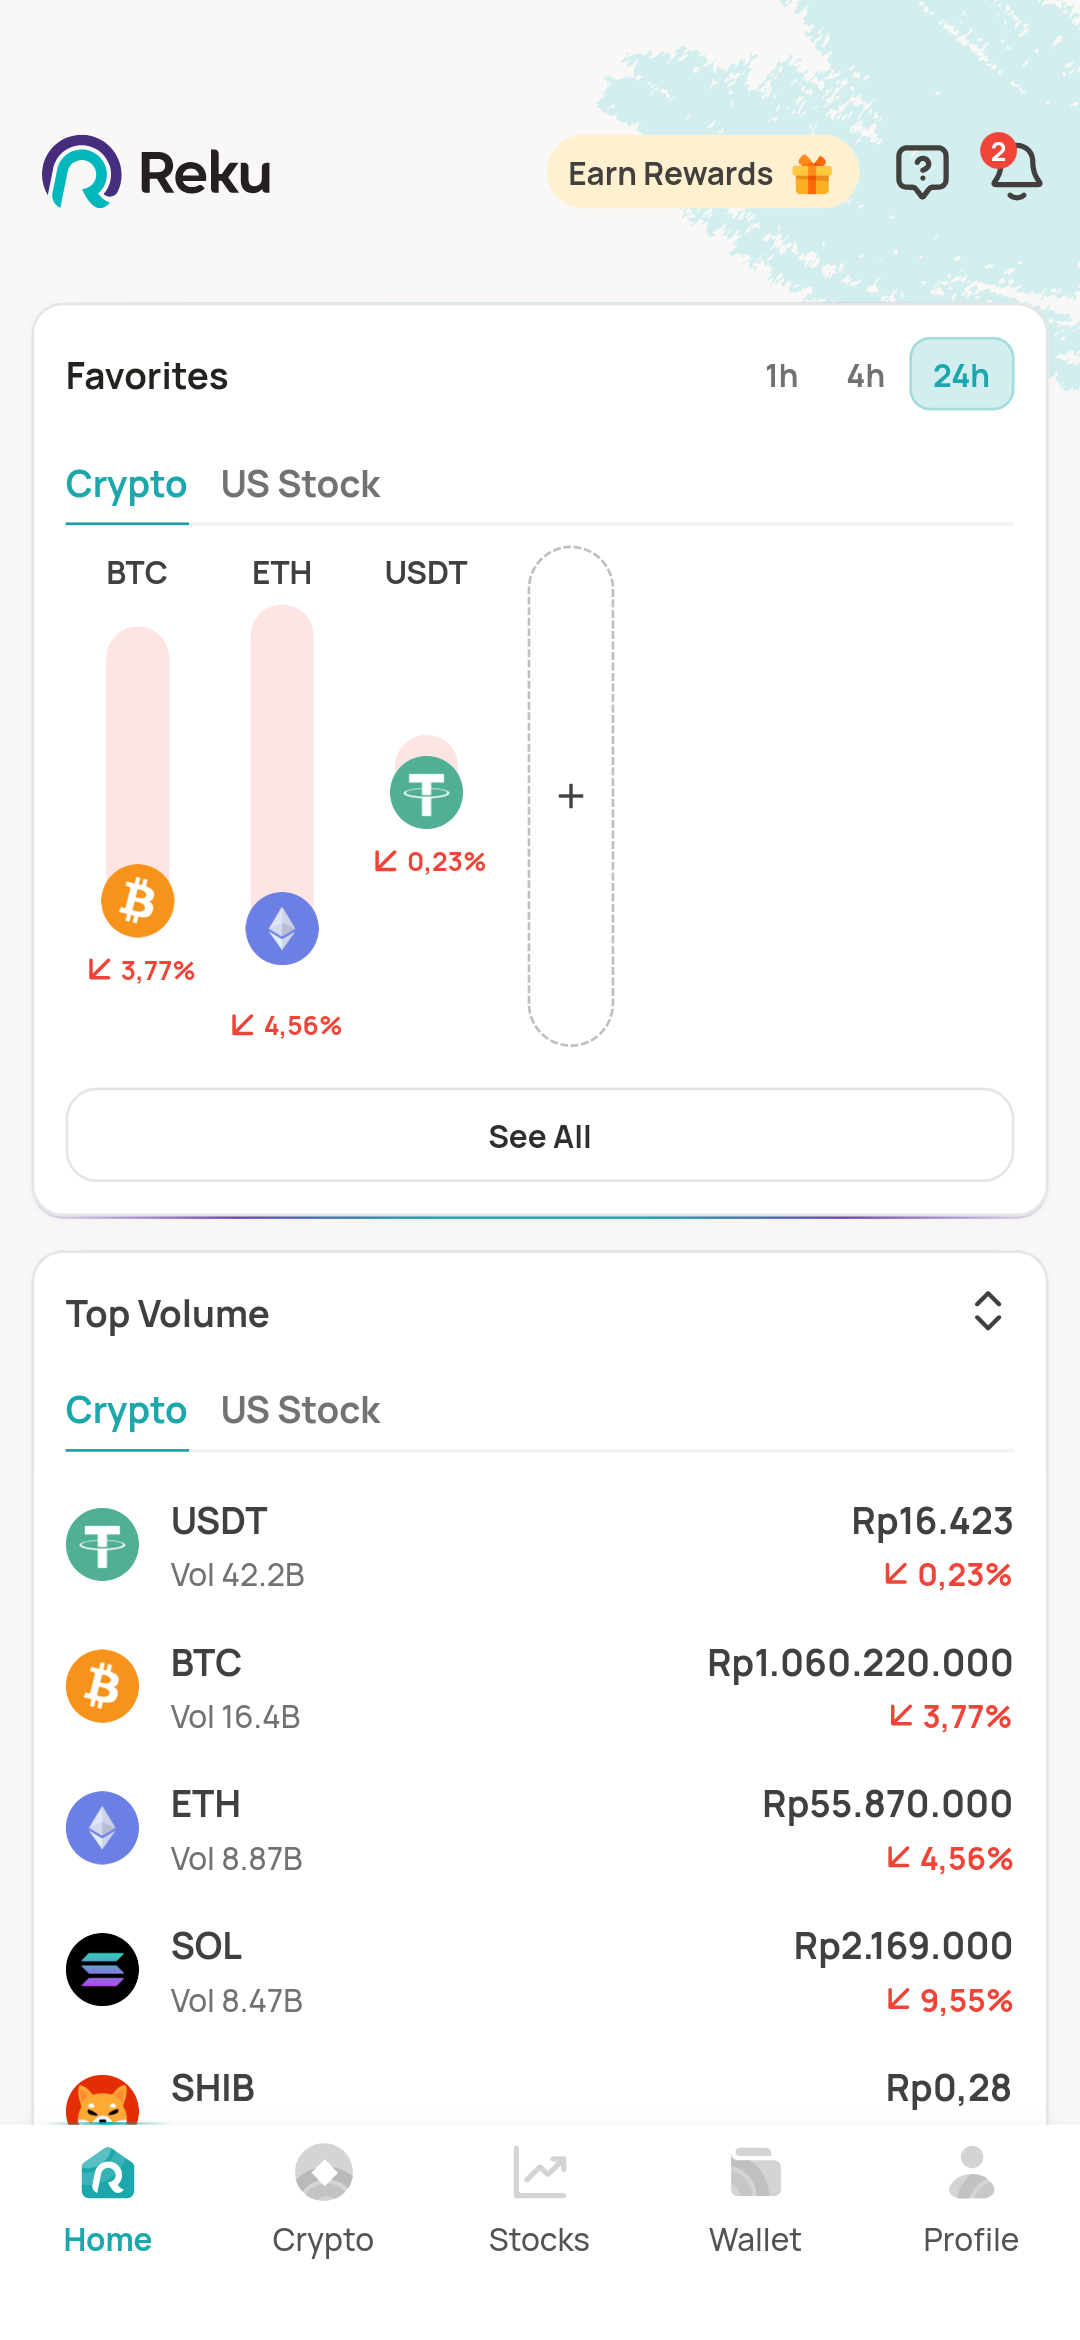 Reku
Earn Rewards
2
Favorites
1h 4h 24h
Crypto US Stock
BTC ETH USDT
0,23%
3,77%
4,56%
See All
Top Volume
Crypto US Stock
USDT Rp16.423
Vol 42.2B 0,23%
BTC Rp1.060.220.000
Vol 16.4B 3,77%
ETH Rp55.870.000
Vol 8.87B 4,56%
SOL Rp2.169.000
Vol 8.47B 9,55%
SHIB Rp0,28
Home Crypto Stocks Wallet Profile